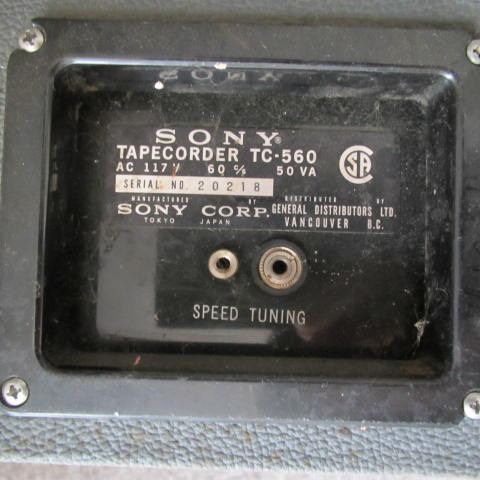 SONY®
TAPECORDER TC-560
AC 117V 60 c/s 50 VA
SERIAL NO. 20218
MANUFACTURED BY
SONY CORP.
TOKYO JAPAN
DISTRIBUTED BY
GENERAL DISTRIBUTORS LTD.
VANCOUVER B.C.
SPEED TUNING